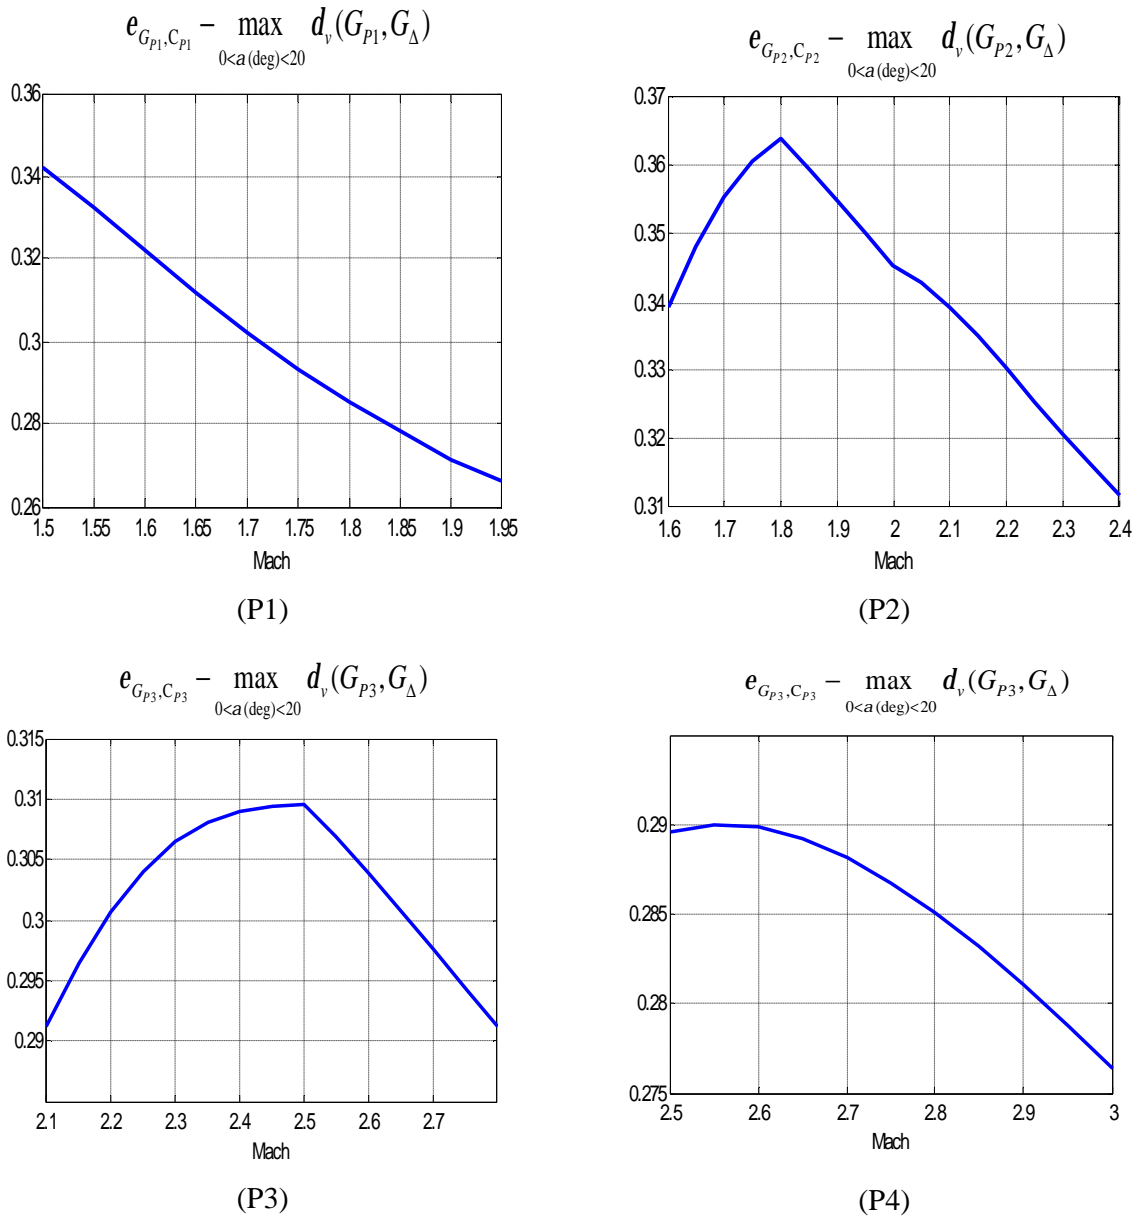 e_{G_{P1},C_{P1}} − max_{0<a (deg)<20} d_v(G_{P1}, G_Δ)
0.36
0.34
0.32
0.3
0.28
0.26
1.5 1.55 1.6 1.65 1.7 1.75 1.8 1.85 1.9 1.95
Mach
(P1)
e_{G_{P2},C_{P2}} − max_{0<a (deg)<20} d_v(G_{P2}, G_Δ)
0.37
0.36
0.35
0.34
0.33
0.32
0.31
1.6 1.7 1.8 1.9 2 2.1 2.2 2.3 2.4
Mach
(P2)
e_{G_{P3},C_{P3}} − max_{0<a (deg)<20} d_v(G_{P3}, G_Δ)
0.315
0.31
0.305
0.3
0.295
0.29
2.1 2.2 2.3 2.4 2.5 2.6 2.7
Mach
(P3)
e_{G_{P3},C_{P3}} − max_{0<a (deg)<20} d_v(G_{P3}, G_Δ)
0.29
0.285
0.28
0.275
2.5 2.6 2.7 2.8 2.9 3
Mach
(P4)